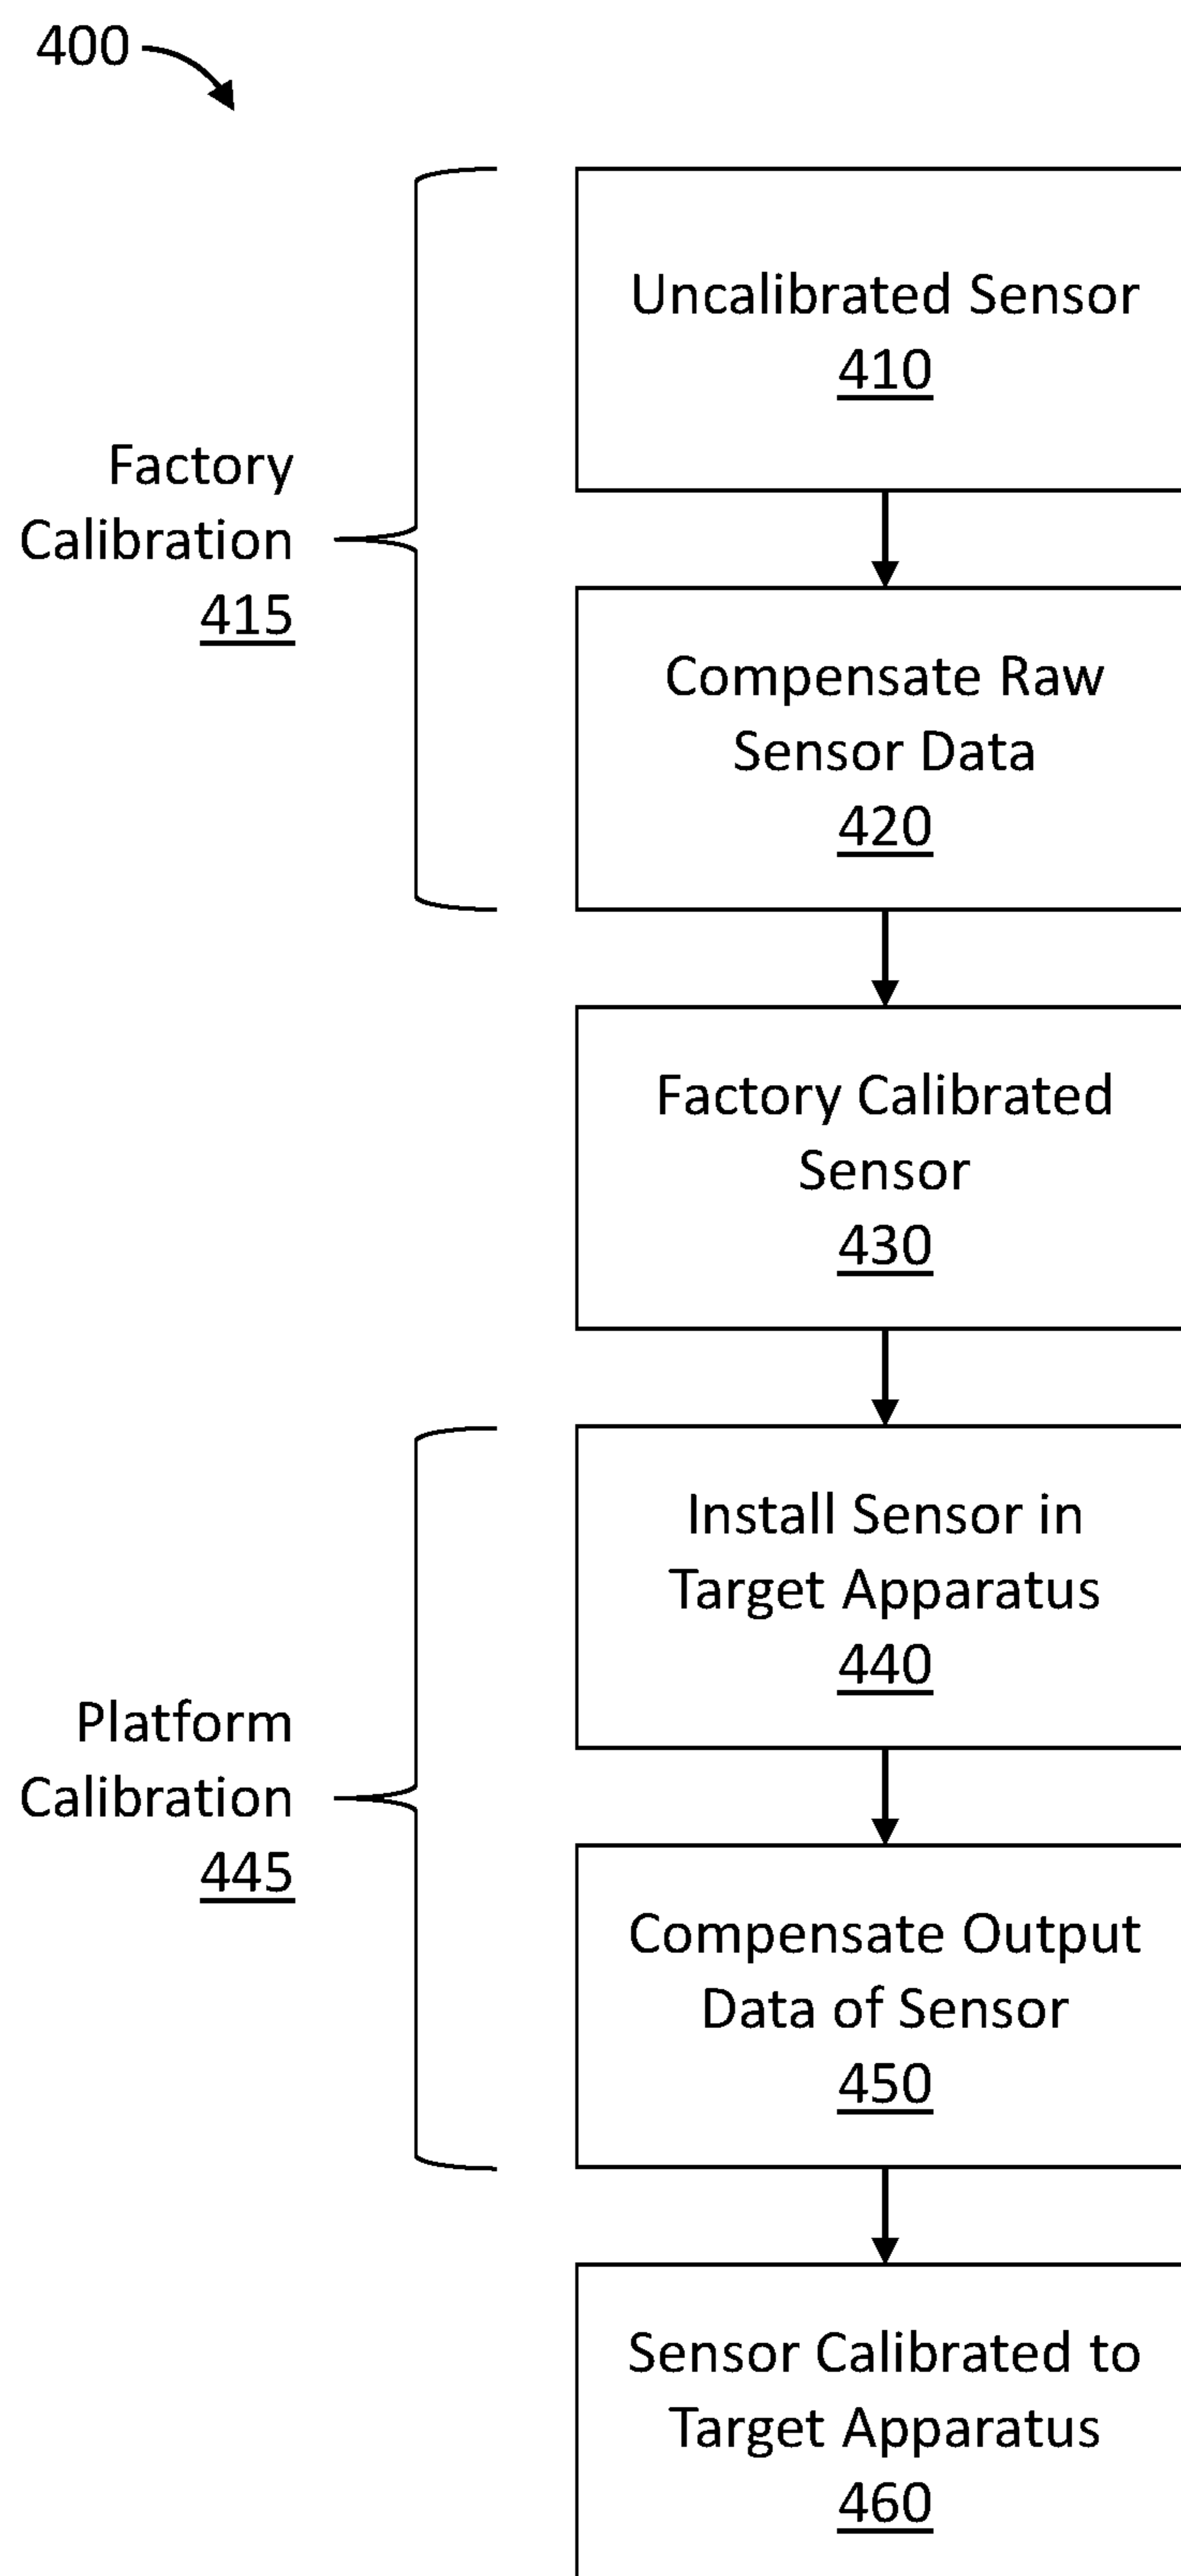 400
Uncalibrated Sensor
410
Factory
Calibration
415
Compensate Raw
Sensor Data
420
Factory Calibrated
Sensor
430
Install Sensor in
Target Apparatus
440
Platform
Calibration
445
Compensate Output
Data of Sensor
450
Sensor Calibrated to
Target Apparatus
460